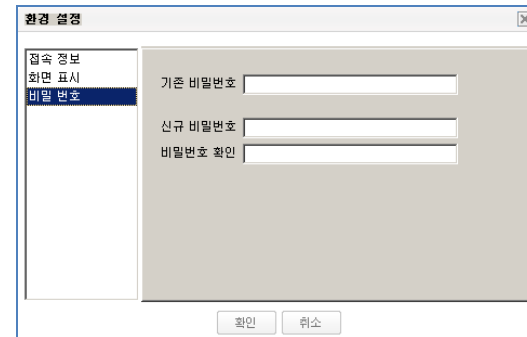 환경 설정
접속 정보
화면 표시
비밀 번호
기존 비밀번호
신규 비밀번호
비밀번호 확인
확인 취소